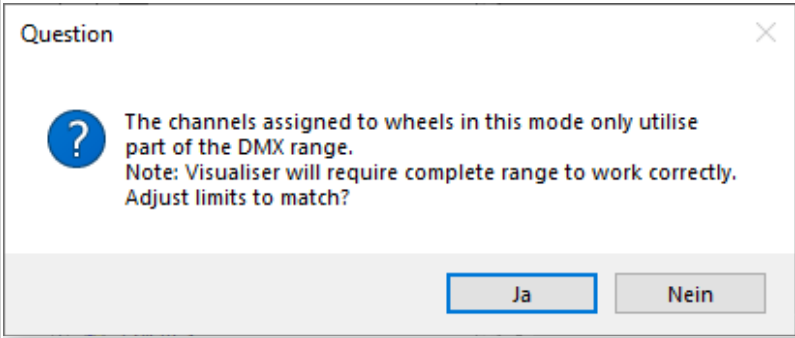 Question
The channels assigned to wheels in this mode only utilise
part of the DMX range.
Note: Visualiser will require complete range to work correctly.
Adjust limits to match?
Ja
Nein